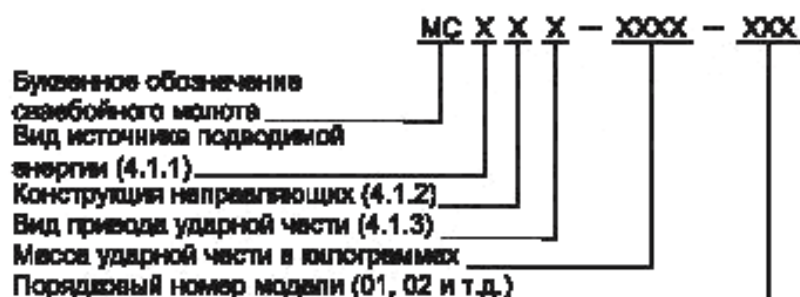 МС Х Х Х – ХХХХ – ХХХ
Буквенное обозначение
сваебойного молота
Вид источника подводимой
энергии (4.1.1)
Конструкция направляющих (4.1.2)
Вид привода ударной части (4.1.3)
Масса ударной части в килограммах
Порядковый номер модели (01, 02 и т.д.)